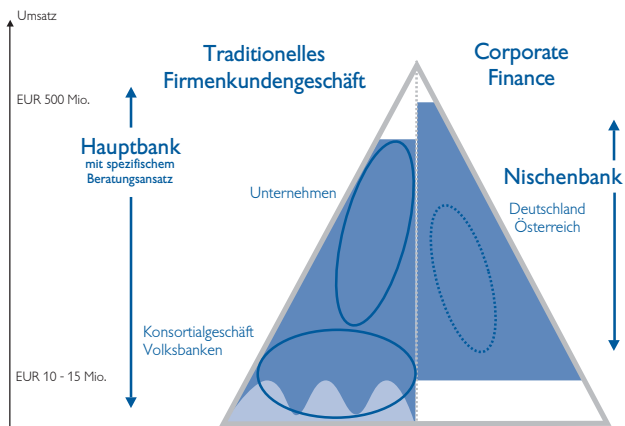 Umsatz
Traditionelles
Firmenkundengeschäft
Corporate
Finance
EUR 500 Mio.
Hauptbank
mit spezifischem
Beratungsansatz
Unternehmen
Nischenbank
Deutschland
Österreich
Konsortialgeschäft
Volksbanken
EUR 10 - 15 Mio.